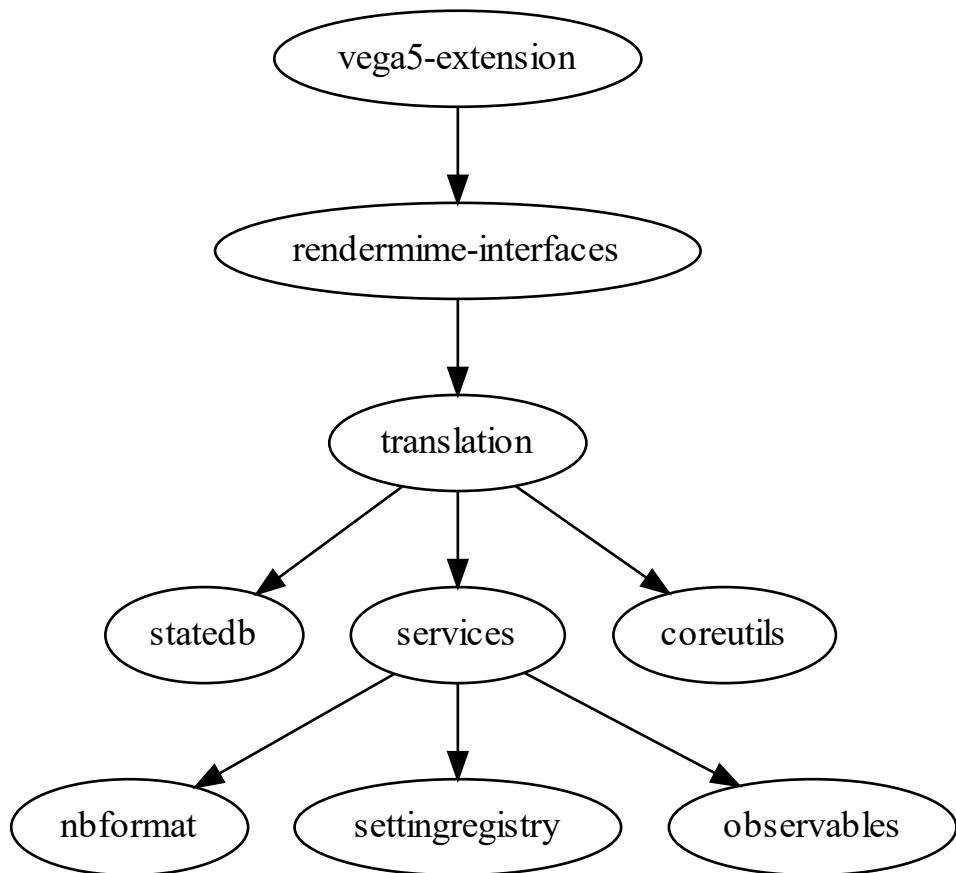 vega5-extension
rendermime-interfaces
translation
statedb
services
coreutils
nbformat
settingregistry
observables